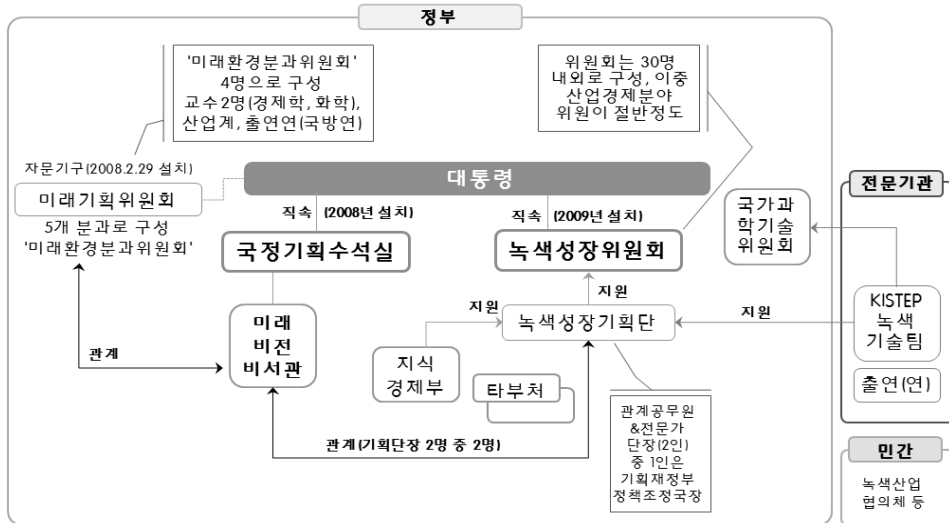 정부
'미래환경분과위원회'
4명으로 구성
교수2명(경제학, 화학),
산업계, 출연연(국방연)
위원회는 30명
내외로 구성, 이중
산업경제분야
위원이 절반정도
자문기구(2008.2.29 설치)
미래기획위원회
5개 분과로 구성
'미래환경분과위원회'
대통령
직속 (2008년 설치)
직속 (2009년 설치)
국정기획수석실
녹색성장위원회
국가과
학기술
위원회
전문기관
지원
지원
지원
미래
비전
비서관
녹색성장기획단
KISTEP
녹색
기술팀
관계
지식
경제부
타부처
출연(연)
관계(기획단장 2명 중 2명)
관계공무원
&전문가
단장(2인)
중 1인은
기획재정부
정책조정국장
민간
녹색산업
협의체 등